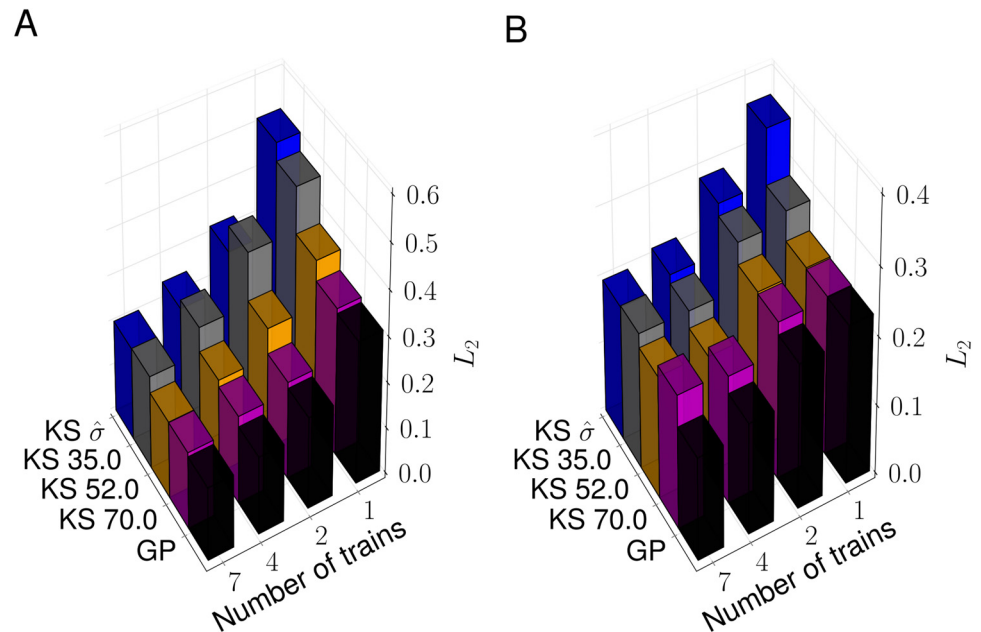 A
0.6
0.5
0.4
0.3
0.2
0.1
0.0
L₂
KS σ̂
KS 35.0
KS 52.0
KS 70.0
GP
7
4
2
1
Number of trains
B
0.4
0.3
0.2
0.1
0.0
L₂
KS σ̂
KS 35.0
KS 52.0
KS 70.0
GP
7
4
2
1
Number of trains